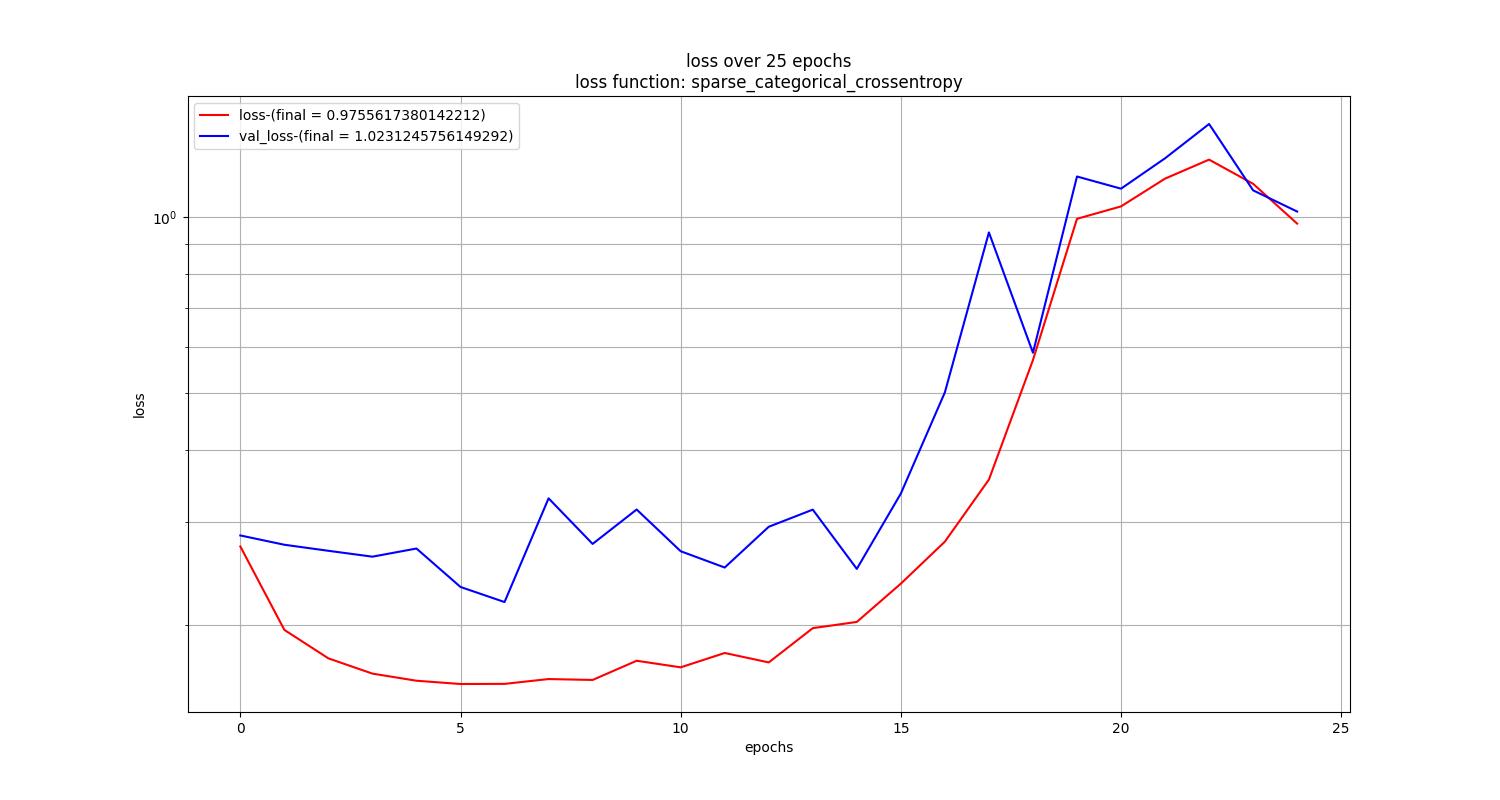 loss over 25 epochs
loss function: sparse_categorical_crossentropy
loss-(final = 0.9755617380142212)
val_loss-(final = 1.0231245756149292)
10⁰
loss
0 5 10 15 20 25
epochs